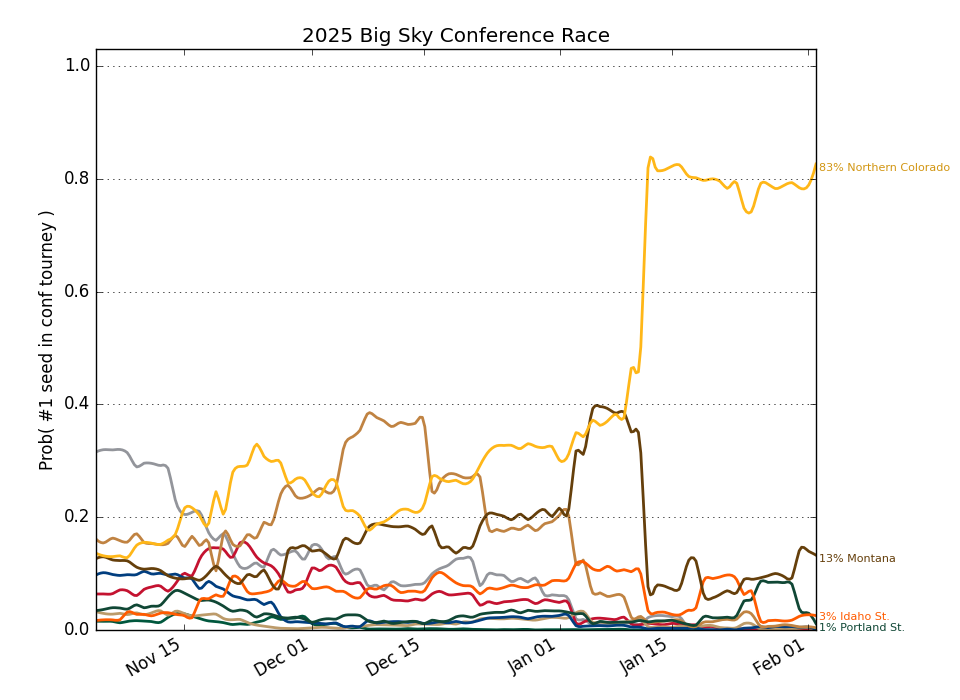 2025 Big Sky Conference Race
Prob( #1 seed in conf tourney )
1.0
0.8
0.6
0.4
0.2
0.0
83% Northern Colorado
13% Montana
3% Idaho St.
1% Portland St.
Nov 15
Dec 01
Dec 15
Jan 01
Jan 15
Feb 01